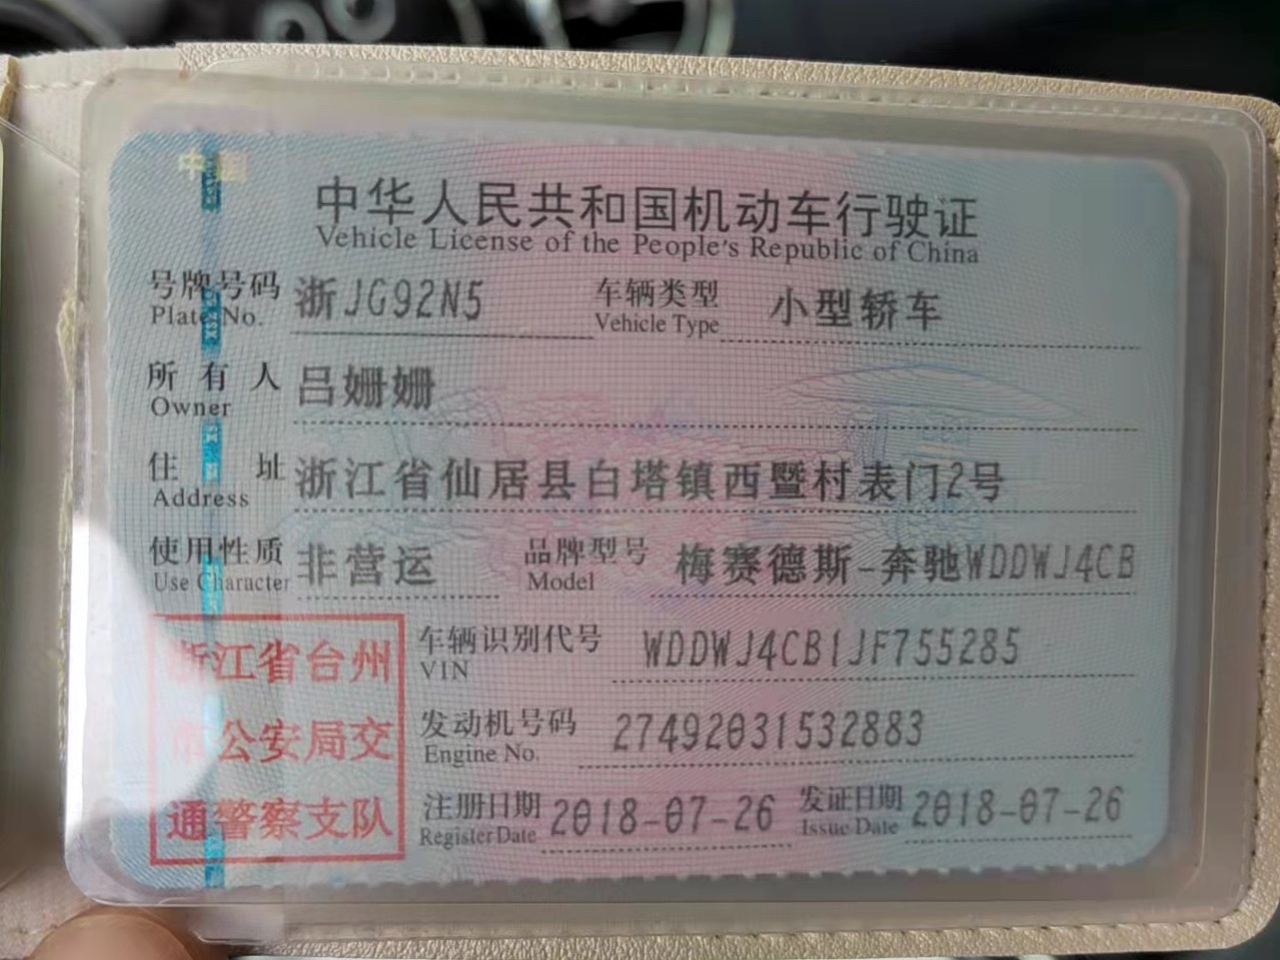 中国
中华人民共和国机动车行驶证
Vehicle License of the People's Republic of China
号牌号码 浙JG92N5 车辆类型 小型轿车
Plate No. Vehicle Type
所有人 吕姗姗
Owner
住址 浙江省仙居县白塔镇西暨村表门2号
Address
使用性质 非营运 品牌型号 梅赛德斯-奔驰WDDWJ4CB
Use Character Model
浙江省台州
市公安局交
通警察支队
车辆识别代号 WDDWJ4CB1JF755285
VIN
发动机号码 27492031532883
Engine No.
注册日期 2018-07-26 发证日期 2018-07-26
Register Date Issue Date